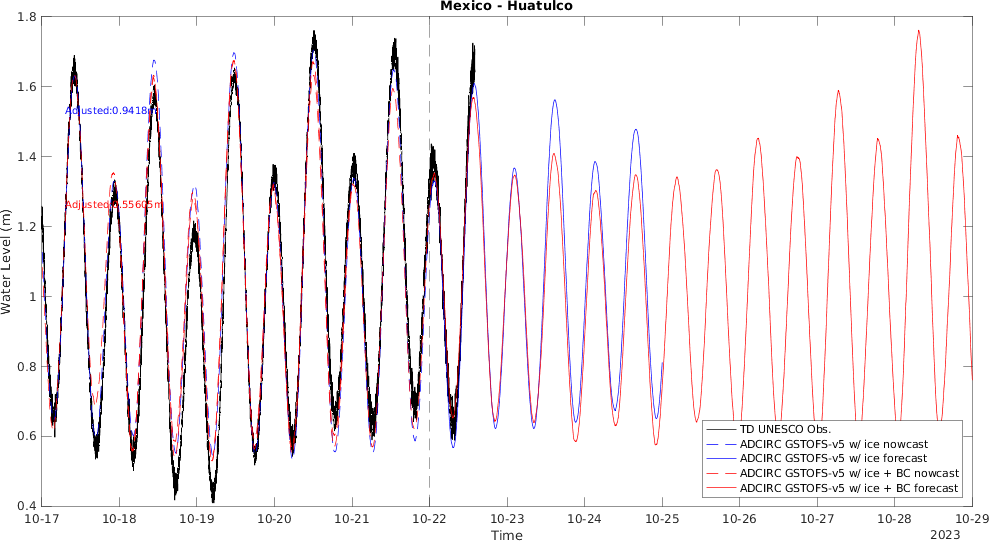 Mexico - Huatulco
1.8
1.6
1.4
1.2
1
0.8
0.6
0.4
Water Level (m)
Adjusted:0.9418m
Adjusted:0.55605m
TD UNESCO Obs.
ADCIRC GSTOFS-v5 w/ ice nowcast
ADCIRC GSTOFS-v5 w/ ice forecast
ADCIRC GSTOFS-v5 w/ ice + BC nowcast
ADCIRC GSTOFS-v5 w/ ice + BC forecast
10-17 10-18 10-19 10-20 10-21 10-22 10-23 10-24 10-25 10-26 10-27 10-28 10-29
Time
2023